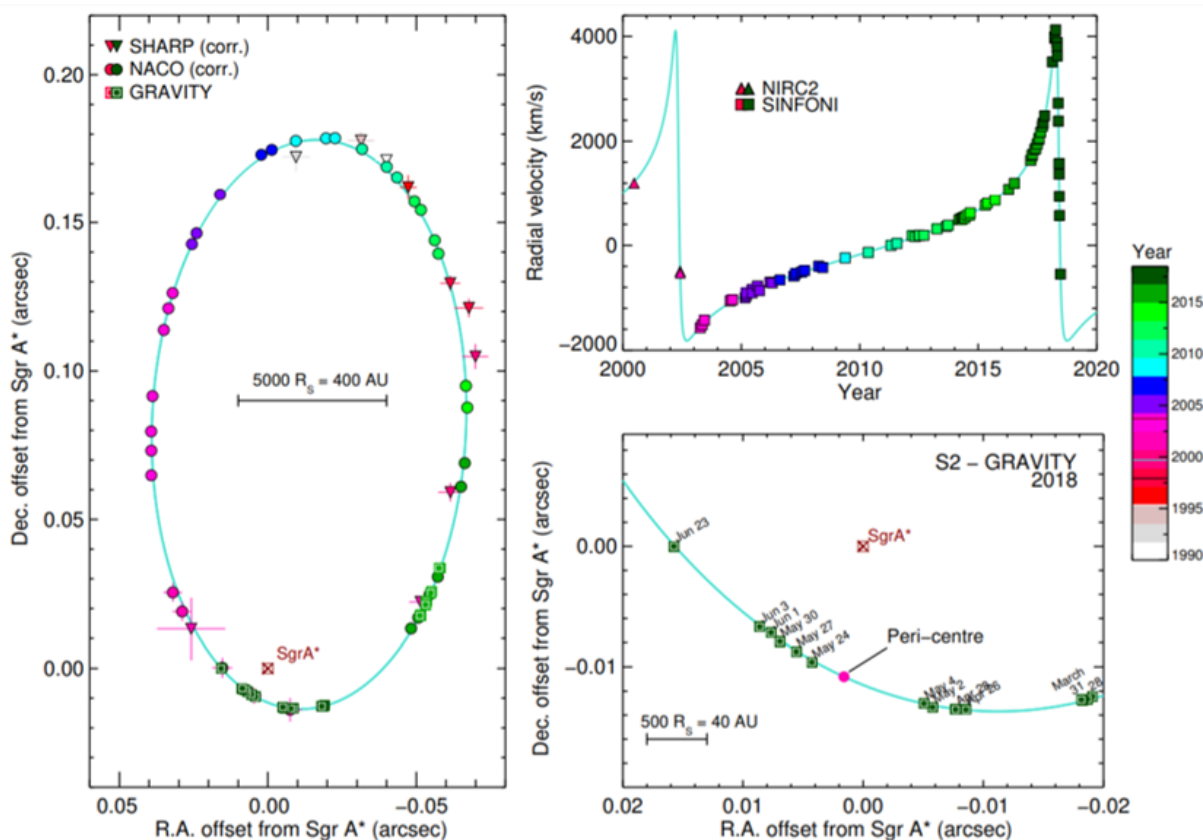 SHARP (corr.)
NACO (corr.)
GRAVITY
0.20
0.15
0.10
0.05
0.00
Dec. offset from Sgr A* (arcsec)
5000 R_S = 400 AU
SgrA*
0.05
0.00
-0.05
R.A. offset from Sgr A* (arcsec)
4000
2000
0
-2000
Radial velocity (km/s)
NIRC2
SINFONI
2000
2005
2010
2015
2020
Year
S2 - GRAVITY
2018
0.00
-0.01
Dec. offset from Sgr A* (arcsec)
Jun 23
SgrA*
Jun 3
Jun 1
May 30
May 27
May 24
Peri-centre
May 4
May 2
Apr 26
March
31
28
500 R_S = 40 AU
0.02
0.01
0.00
-0.01
-0.02
R.A. offset from Sgr A* (arcsec)
Year
2015
2010
2005
2000
1995
1990